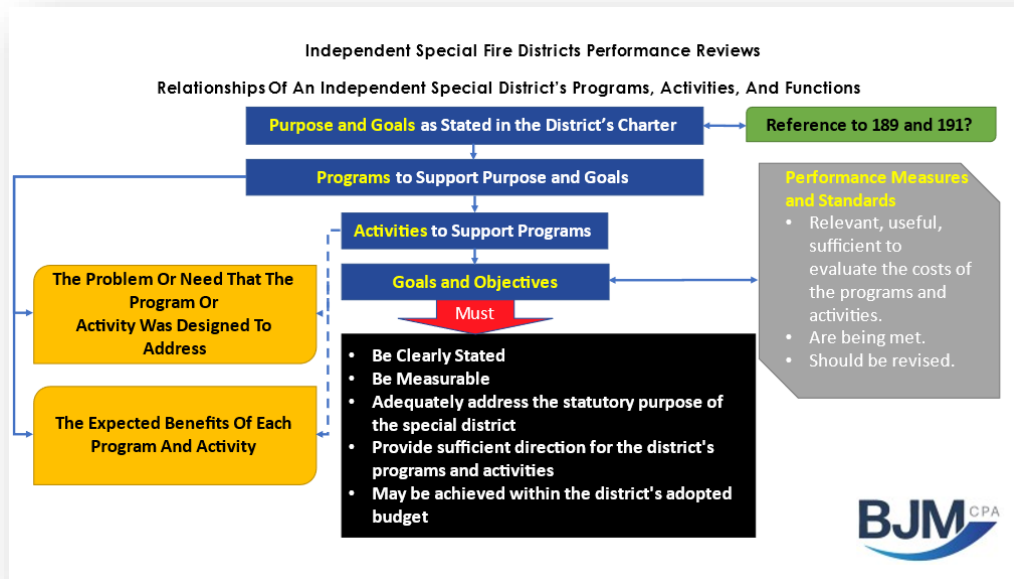 Independent Special Fire Districts Performance Reviews
Relationships Of An Independent Special District's Programs, Activities, And Functions
Purpose and Goals as Stated in the District's Charter
Reference to 189 and 191?
Programs to Support Purpose and Goals
Activities to Support Programs
Goals and Objectives
Must
The Problem Or Need That The
Program Or
Activity Was Designed To
Address
The Expected Benefits Of Each
Program And Activity
• Be Clearly Stated
• Be Measurable
• Adequately address the statutory purpose of
the special district
• Provide sufficient direction for the district's
programs and activities
• May be achieved within the district's adopted
budget
Performance Measures
and Standards
• Relevant, useful,
sufficient to
evaluate the costs of
the programs and
activities.
• Are being met.
• Should be revised.
BJM CPA